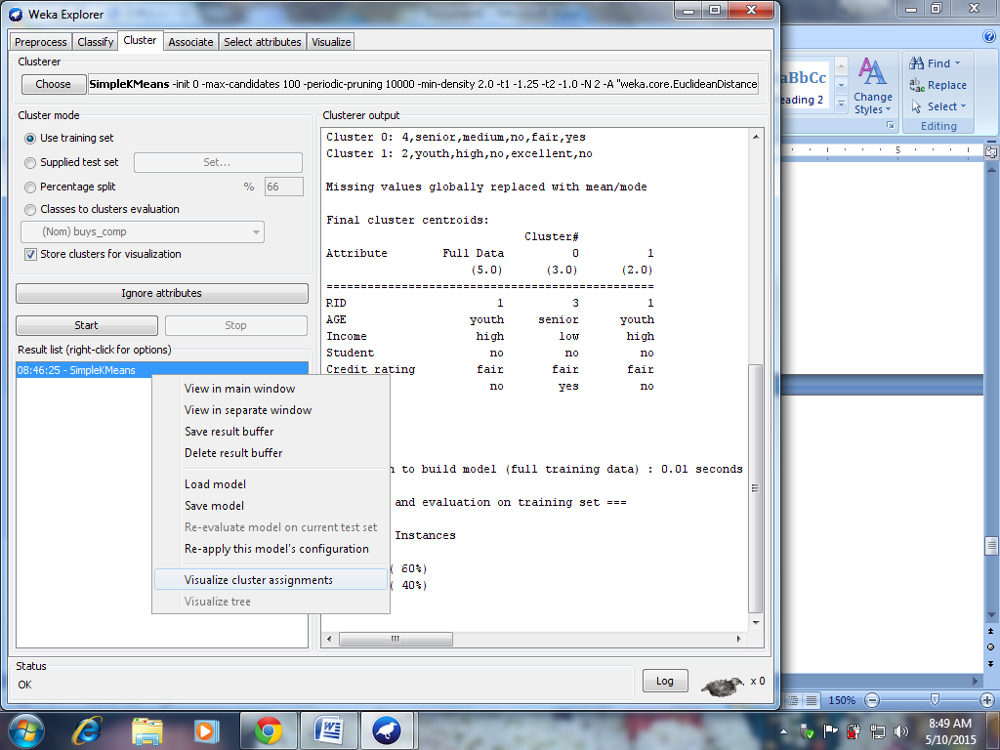 Weka Explorer
Preprocess Classify Cluster Associate Select attributes Visualize
Clusterer
Choose SimpleKMeans -init 0 -max-candidates 100 -periodic-pruning 10000 -min-density 2.0 -t1 -1.25 -t2 -1.0 -N 2 -A "weka.core.EuclideanDistance
Cluster mode
Use training set
Supplied test set Set...
Percentage split % 66
Classes to clusters evaluation
(Nom) buys_comp
Store clusters for visualization
Ignore attributes
Start Stop
Result list (right-click for options)
08:46:25 - SimpleKMeans
View in main window
View in separate window
Save result buffer
Delete result buffer
Load model
Save model
Re-evaluate model on current test set
Re-apply this model's configuration
Visualize cluster assignments
Visualize tree
Clusterer output
Cluster 0: 4,senior,medium,no,fair,yes
Cluster 1: 2,youth,high,no,excellent,no
Missing values globally replaced with mean/mode
Final cluster centroids:
Cluster#
Attribute Full Data 0 1
(5.0) (3.0) (2.0)
=============================================
RID 1 3 1
AGE youth senior youth
Income high low high
Student no no no
Credit rating fair fair fair
no yes no
to build model (full training data) : 0.01 seconds
and evaluation on training set ===
Instances
( 60%)
( 40%)
Status
OK
Log
x 0
aBbCc
eading 2
Change
Styles
Find
Replace
Select
Editing
5
150%
8:49 AM
5/10/2015